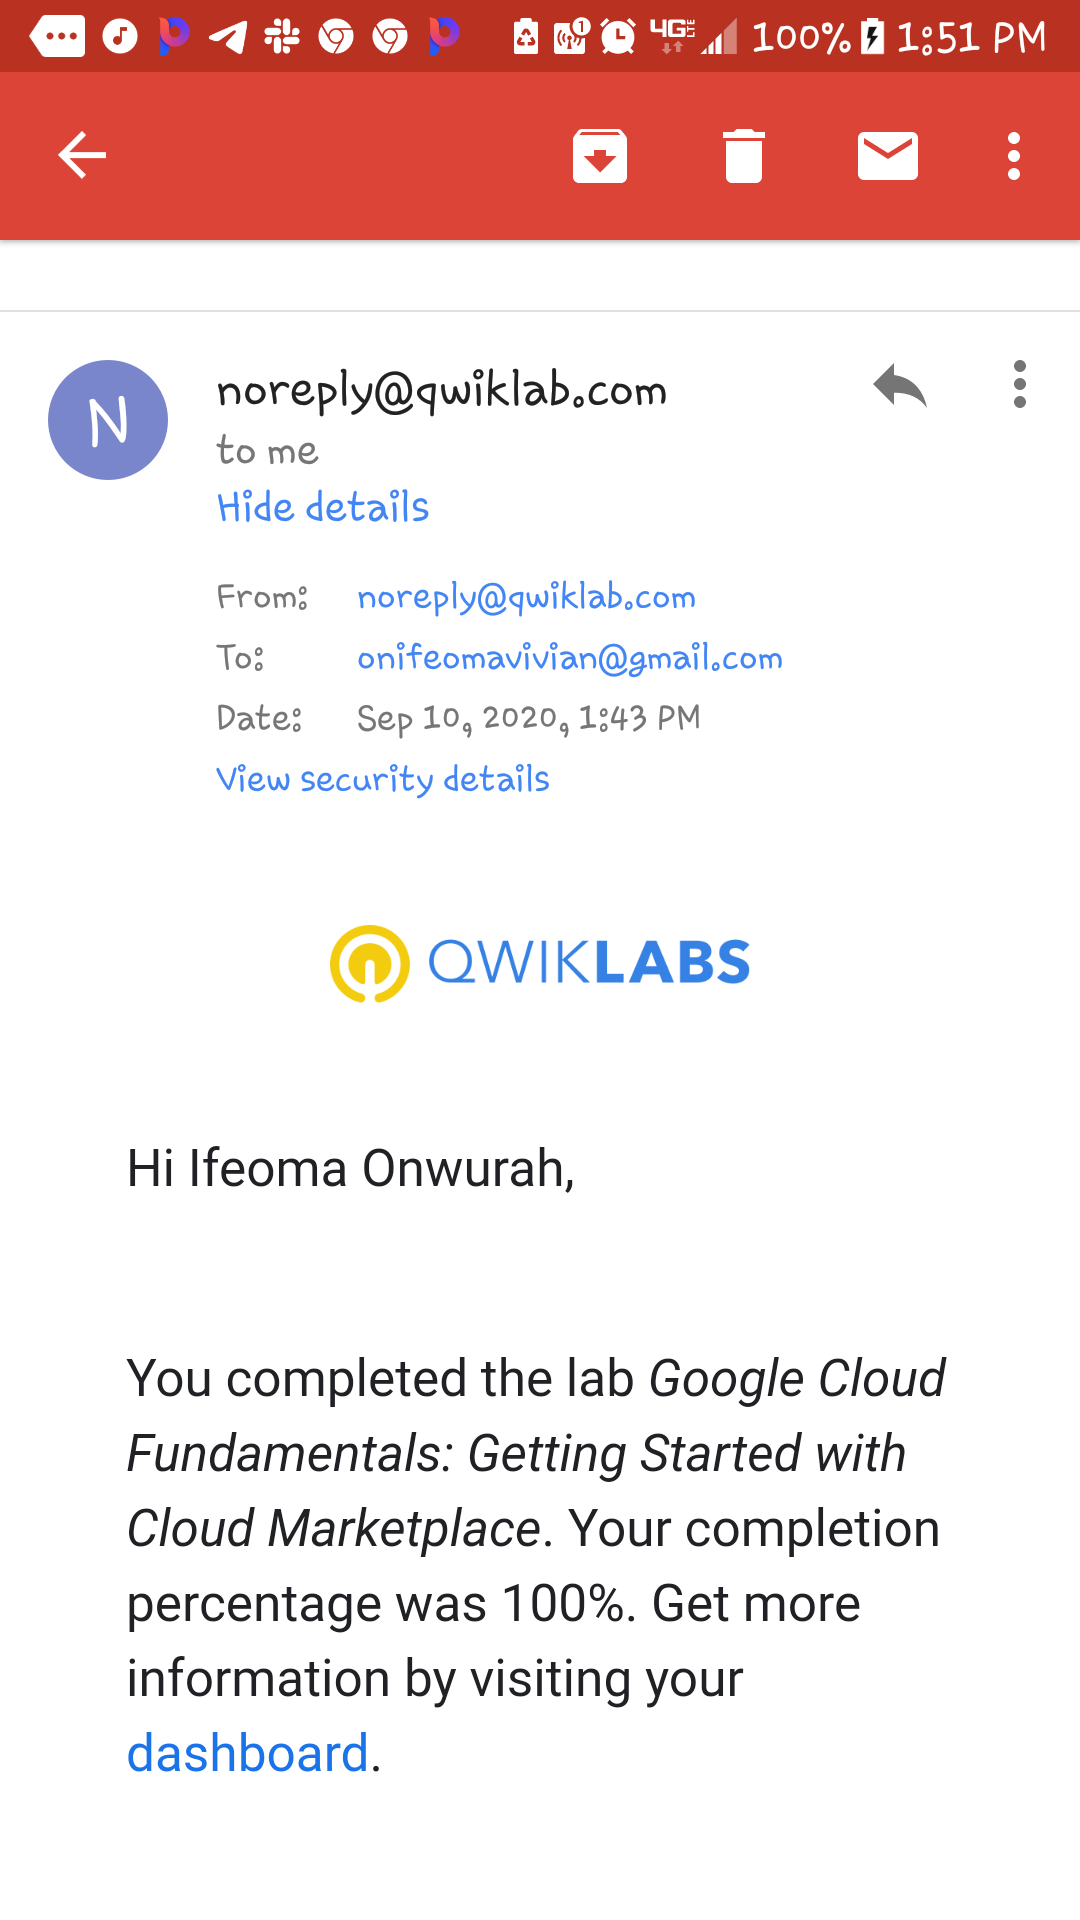 4G LTE 100% 1:51 PM
N
noreply@qwiklab.com
to me
Hide details
From: noreply@qwiklab.com
To: onifeomavivian@gmail.com
Date: Sep 10, 2020, 1:43 PM
View security details
QWIKLABS
Hi Ifeoma Onwurah,
You completed the lab Google Cloud
Fundamentals: Getting Started with
Cloud Marketplace. Your completion
percentage was 100%. Get more
information by visiting your
dashboard.